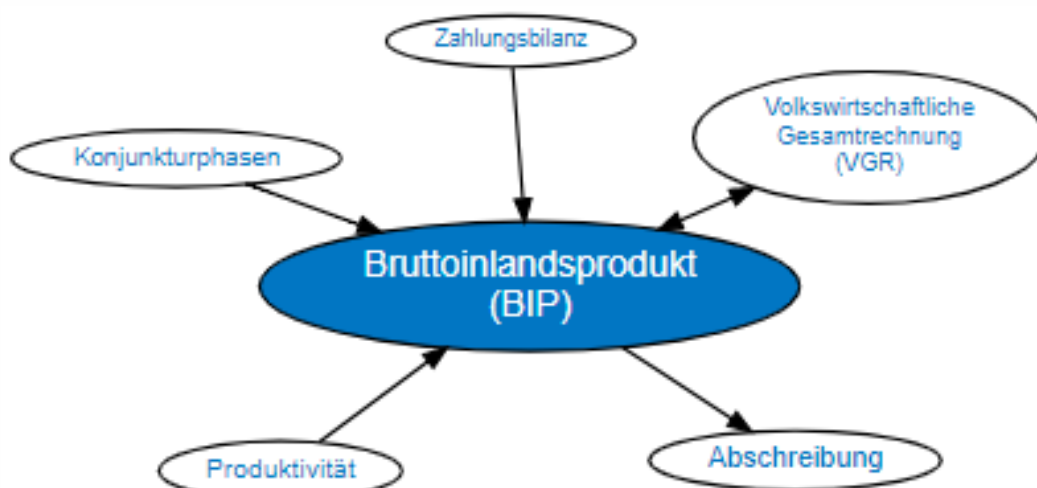 Zahlungsbilanz
Volkswirtschaftliche
Gesamtrechnung
(VGR)
Konjunkturphasen
Bruttoinlandsprodukt
(BIP)
Produktivität
Abschreibung